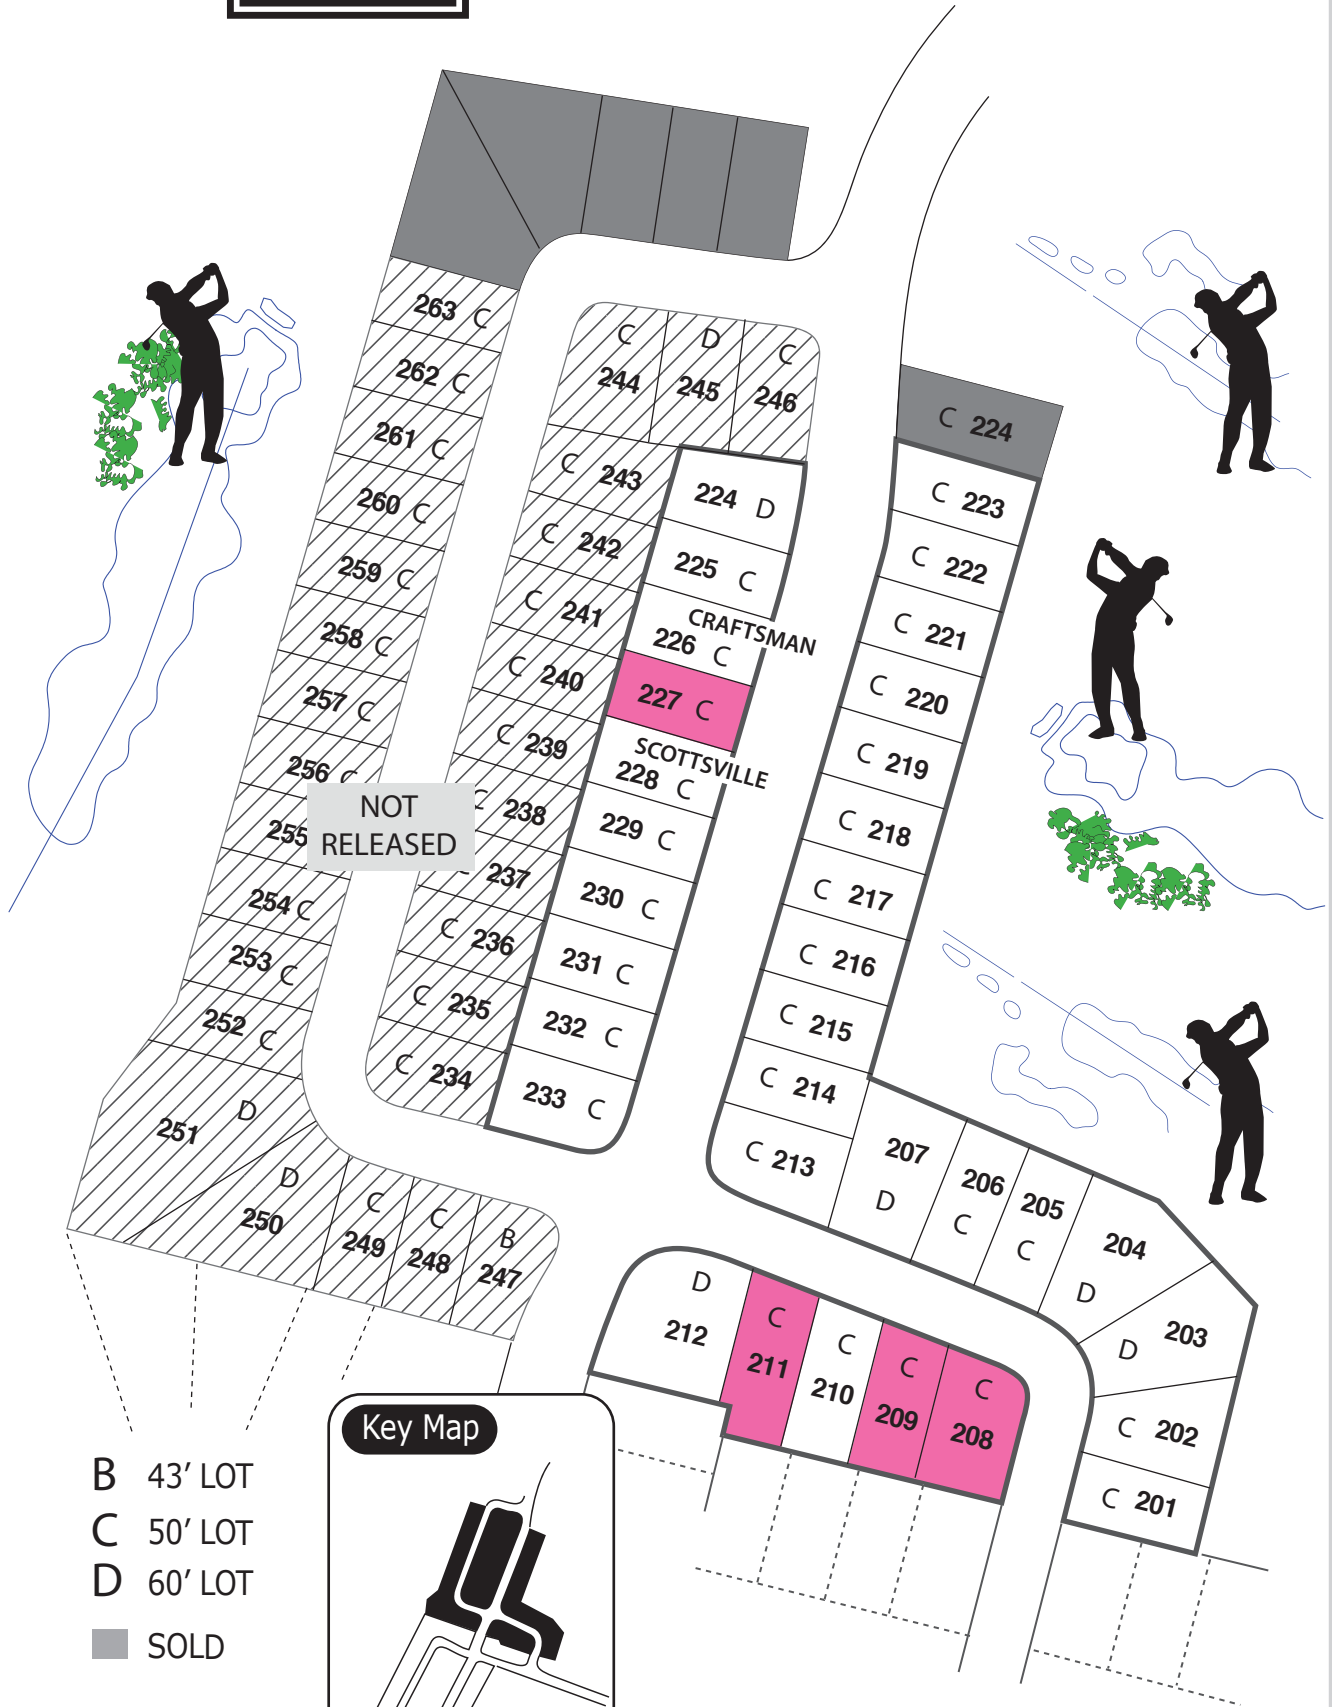 263 C
262 C
261 C
260 C
259 C
258 C
257 C
256 C
255
254 C
253 C
252 C
251 D
D 250
C 249
C 248
B 247
C 244
D 245
C 246
C 243
C 242
C 241
C 240
C 239
C 238
237
C 236
C 235
C 234
NOT
RELEASED
224 D
225 C
CRAFTSMAN
226 C
227 C
SCOTTSVILLE
228 C
229 C
230 C
231 C
232 C
233 C
C 224
C 223
C 222
C 221
C 220
C 219
C 218
C 217
C 216
C 215
C 214
C 213
207 D
206 C
205 C
204 D
203 D
C 202
C 201
D 212
C 211
C 210
C 209
C 208
Key Map
B 43’ LOT
C 50’ LOT
D 60’ LOT
SOLD